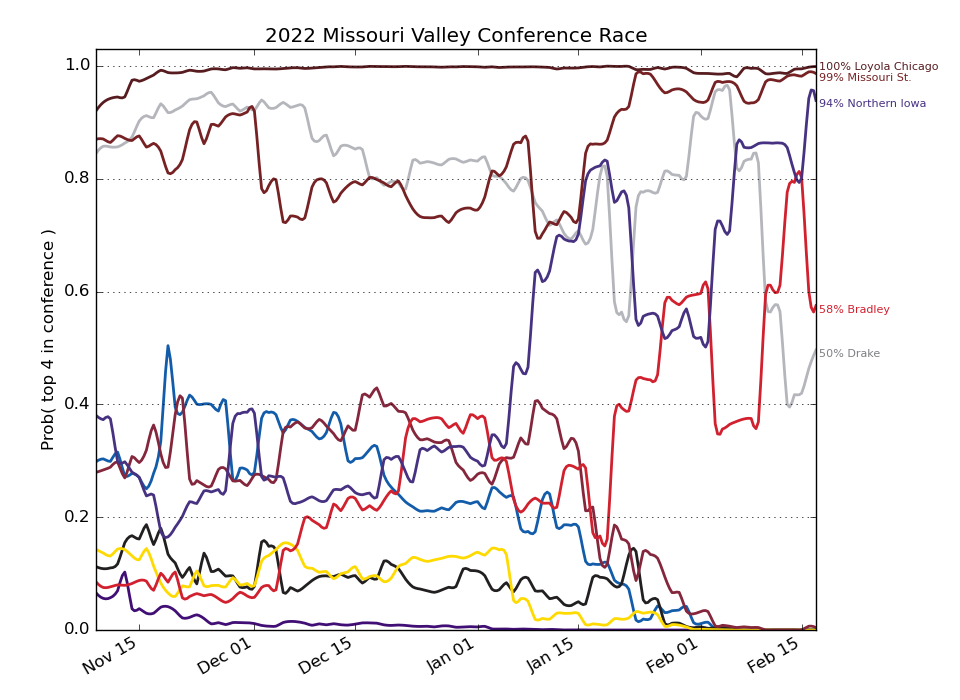 2022 Missouri Valley Conference Race
Prob( top 4 in conference )
1.0
0.8
0.6
0.4
0.2
0.0
Nov 15
Dec 01
Dec 15
Jan 01
Jan 15
Feb 01
Feb 15
100% Loyola Chicago
99% Missouri St.
94% Northern Iowa
58% Bradley
50% Drake